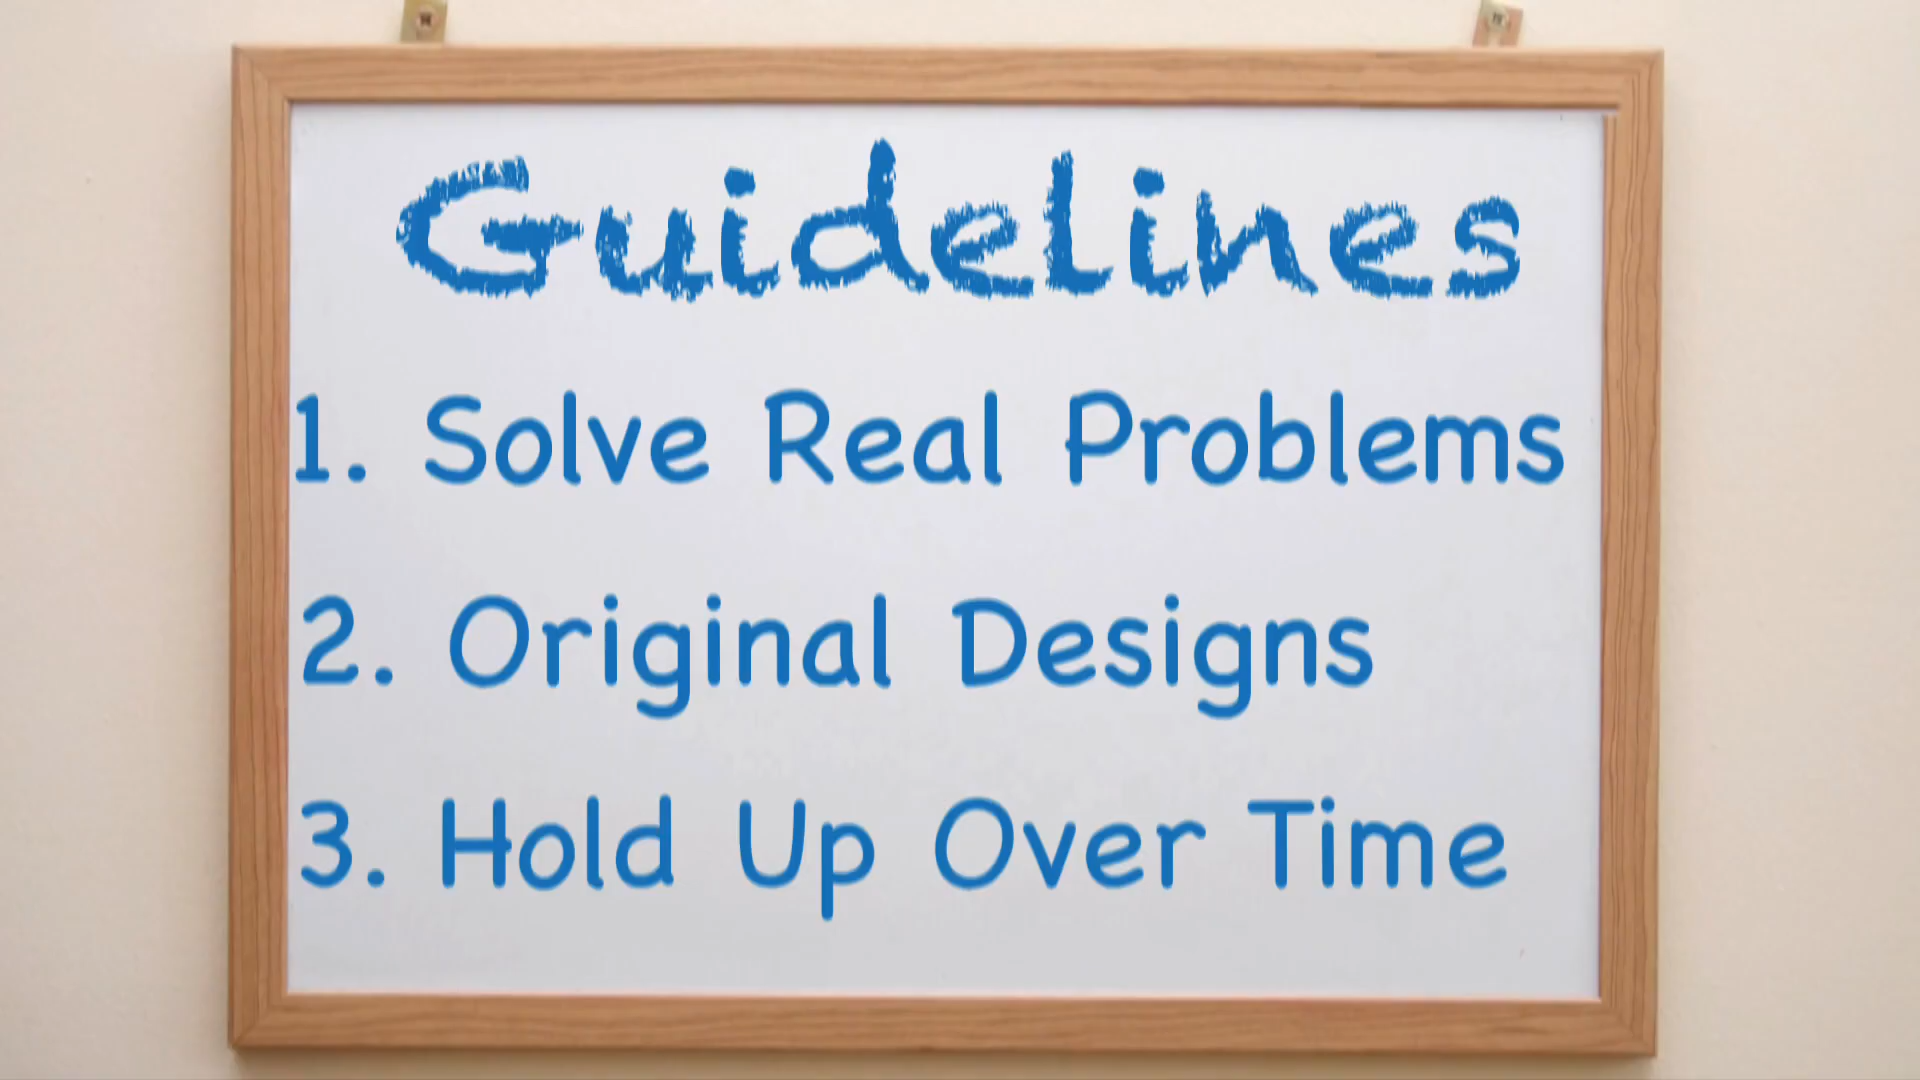 Guidelines
1. Solve Real Problems
2. Original Designs
3. Hold Up Over Time